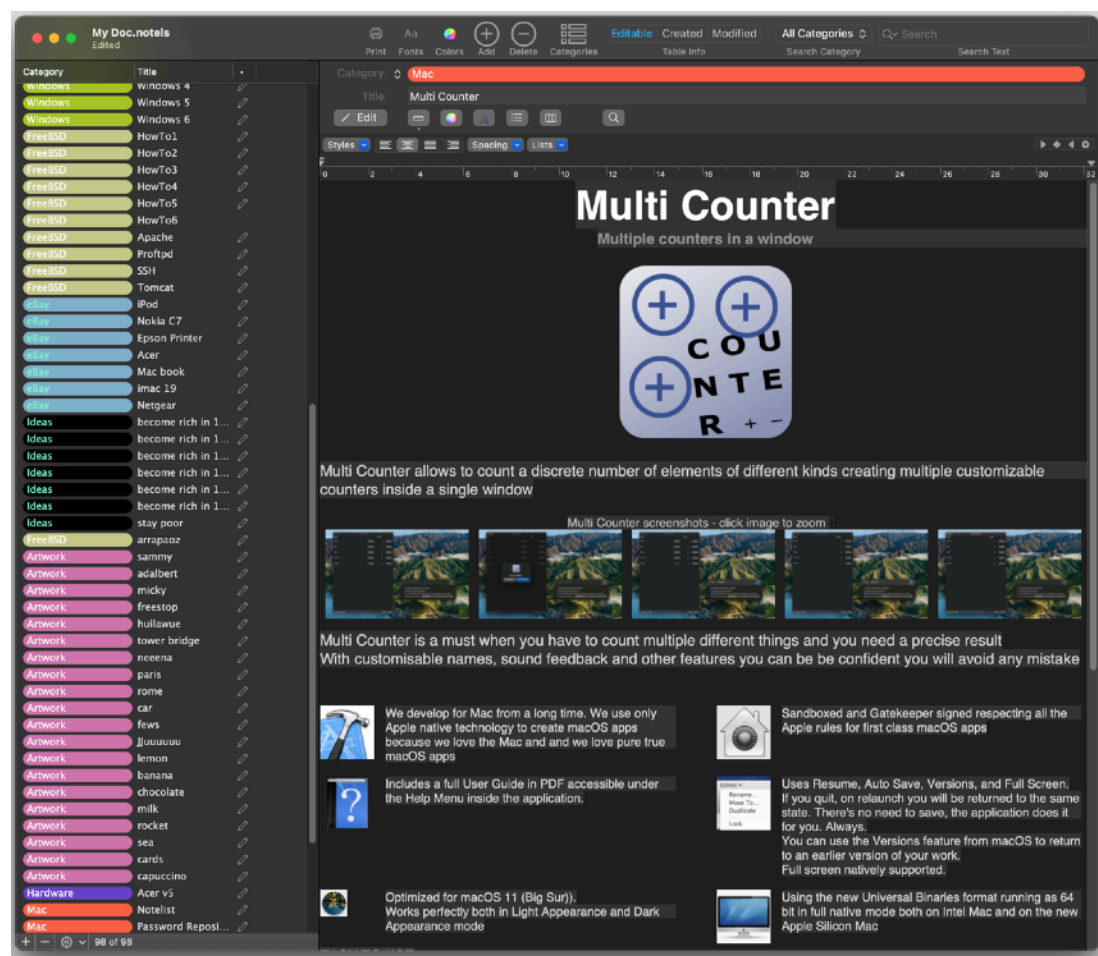 My Doc.notels
Edited
Print
Fonts
Colors
Add
Delete
Categories
Editable Created Modified
Table Info
All Categories
Search Category
Search
Search Text
Category Title
Windows Windows 4
Windows Windows 5
Windows Windows 6
FreeBSD HowTo1
FreeBSD HowTo2
FreeBSD HowTo3
FreeBSD HowTo4
FreeBSD HowTo5
FreeBSD HowTo6
FreeBSD Apache
FreeBSD Proftpd
FreeBSD SSH
FreeBSD Tomcat
eBay iPod
eBay Nokia C7
eBay Epson Printer
eBay Acer
eBay Mac book
eBay imac 19
eBay Netgear
Ideas become rich in 1...
Ideas become rich in 1...
Ideas become rich in 1...
Ideas become rich in 1...
Ideas become rich in 1...
Ideas become rich in 1...
Ideas stay poor
FreeBSD arrapaoz
Artwork sammy
Artwork adalbert
Artwork micky
Artwork freestop
Artwork huilawue
Artwork tower bridge
Artwork neeena
Artwork paris
Artwork rome
Artwork car
Artwork fews
Artwork
Artwork lemon
Artwork banana
Artwork chocolate
Artwork milk
Artwork rocket
Artwork sea
Artwork cards
Artwork capuccino
Hardware Acer v5
Mac Notelist
Mac Password Reposi...
98 of 98
Category: Mac
Title: Multi Counter
Edit
Styles Spacing Lists
0 2 4 6 8 10 12 14 16 18 20 22 24 26 28 30 32
Multi Counter
Multiple counters in a window
COU
NTE
R + −
Multi Counter allows to count a discrete number of elements of different kinds creating multiple customizable
counters inside a single window
Multi Counter screenshots - click image to zoom
Multi Counter is a must when you have to count multiple different things and you need a precise result
With customisable names, sound feedback and other features you can be be confident you will avoid any mistake
We develop for Mac from a long time. We use only
Apple native technology to create macOS apps
because we love the Mac and and we love pure true
macOS apps
Sandboxed and Gatekeeper signed respecting all the
Apple rules for first class macOS apps
Includes a full User Guide in PDF accessible under
the Help Menu inside the application.
Edited
Rename...
Move To...
Duplicate
Lock
Uses Resume, Auto Save, Versions, and Full Screen.
If you quit, on relaunch you will be returned to the same
state. There's no need to save, the application does it
for you. Always.
You can use the Versions feature from macOS to return
to an earlier version of your work.
Full screen natively supported.
Optimized for macOS 11 (Big Sur)).
Works perfectly both in Light Appearance and Dark
Appearance mode
Using the new Universal Binaries format running as 64
bit in full native mode both on Intel Mac and on the new
Apple Silicon Mac